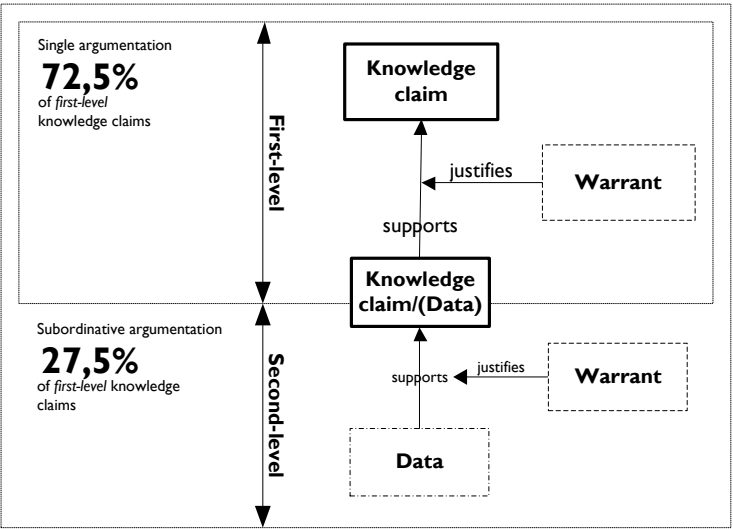 Single argumentation
72,5%
of first-level
knowledge claims
First-level
Knowledge
claim
justifies
Warrant
supports
Knowledge
claim/(Data)
Subordinative argumentation
27,5%
of first-level knowledge
claims
Second-level
supports
justifies
Warrant
Data